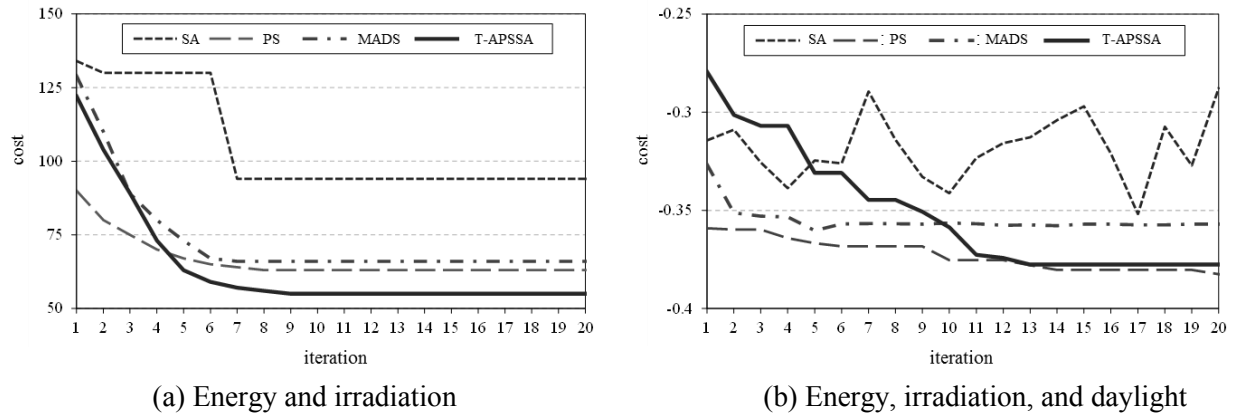 150
125
100
75
50
cost
SA PS MADS T-APSSA
1 2 3 4 5 6 7 8 9 10 11 12 13 14 15 16 17 18 19 20
iteration
(a) Energy and irradiation
-0.25
-0.3
-0.35
-0.4
cost
SA PS MADS T-APSSA
1 2 3 4 5 6 7 8 9 10 11 12 13 14 15 16 17 18 19 20
iteration
(b) Energy, irradiation, and daylight